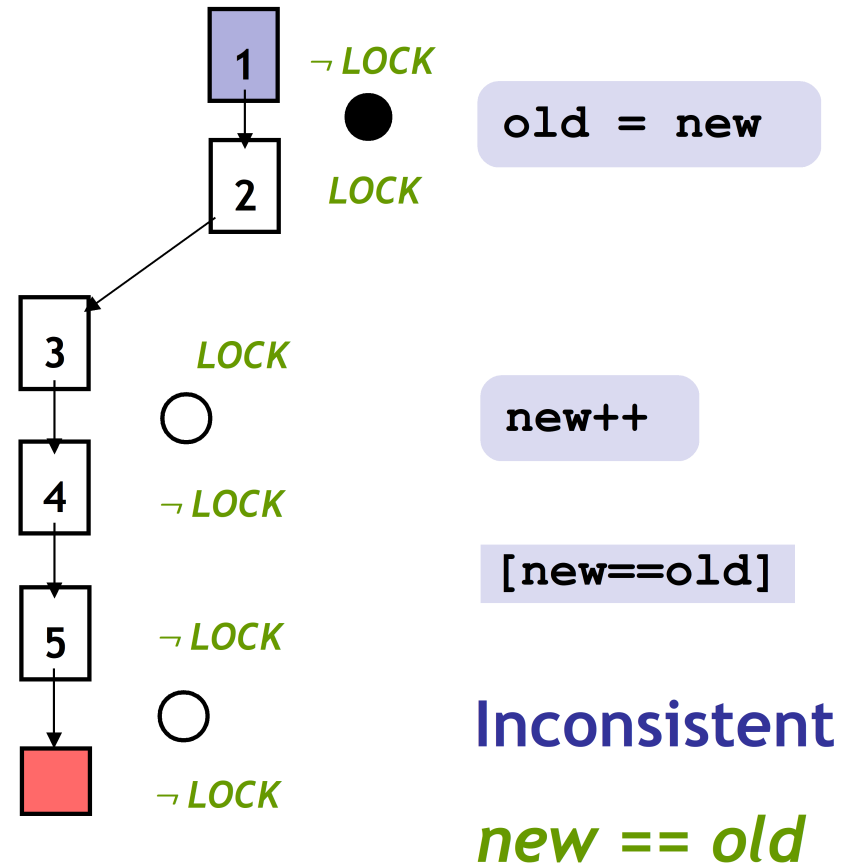 1
¬ LOCK
old = new
2
LOCK
3
LOCK
new++
4
¬ LOCK
[new==old]
5
¬ LOCK
Inconsistent
¬ LOCK
new == old